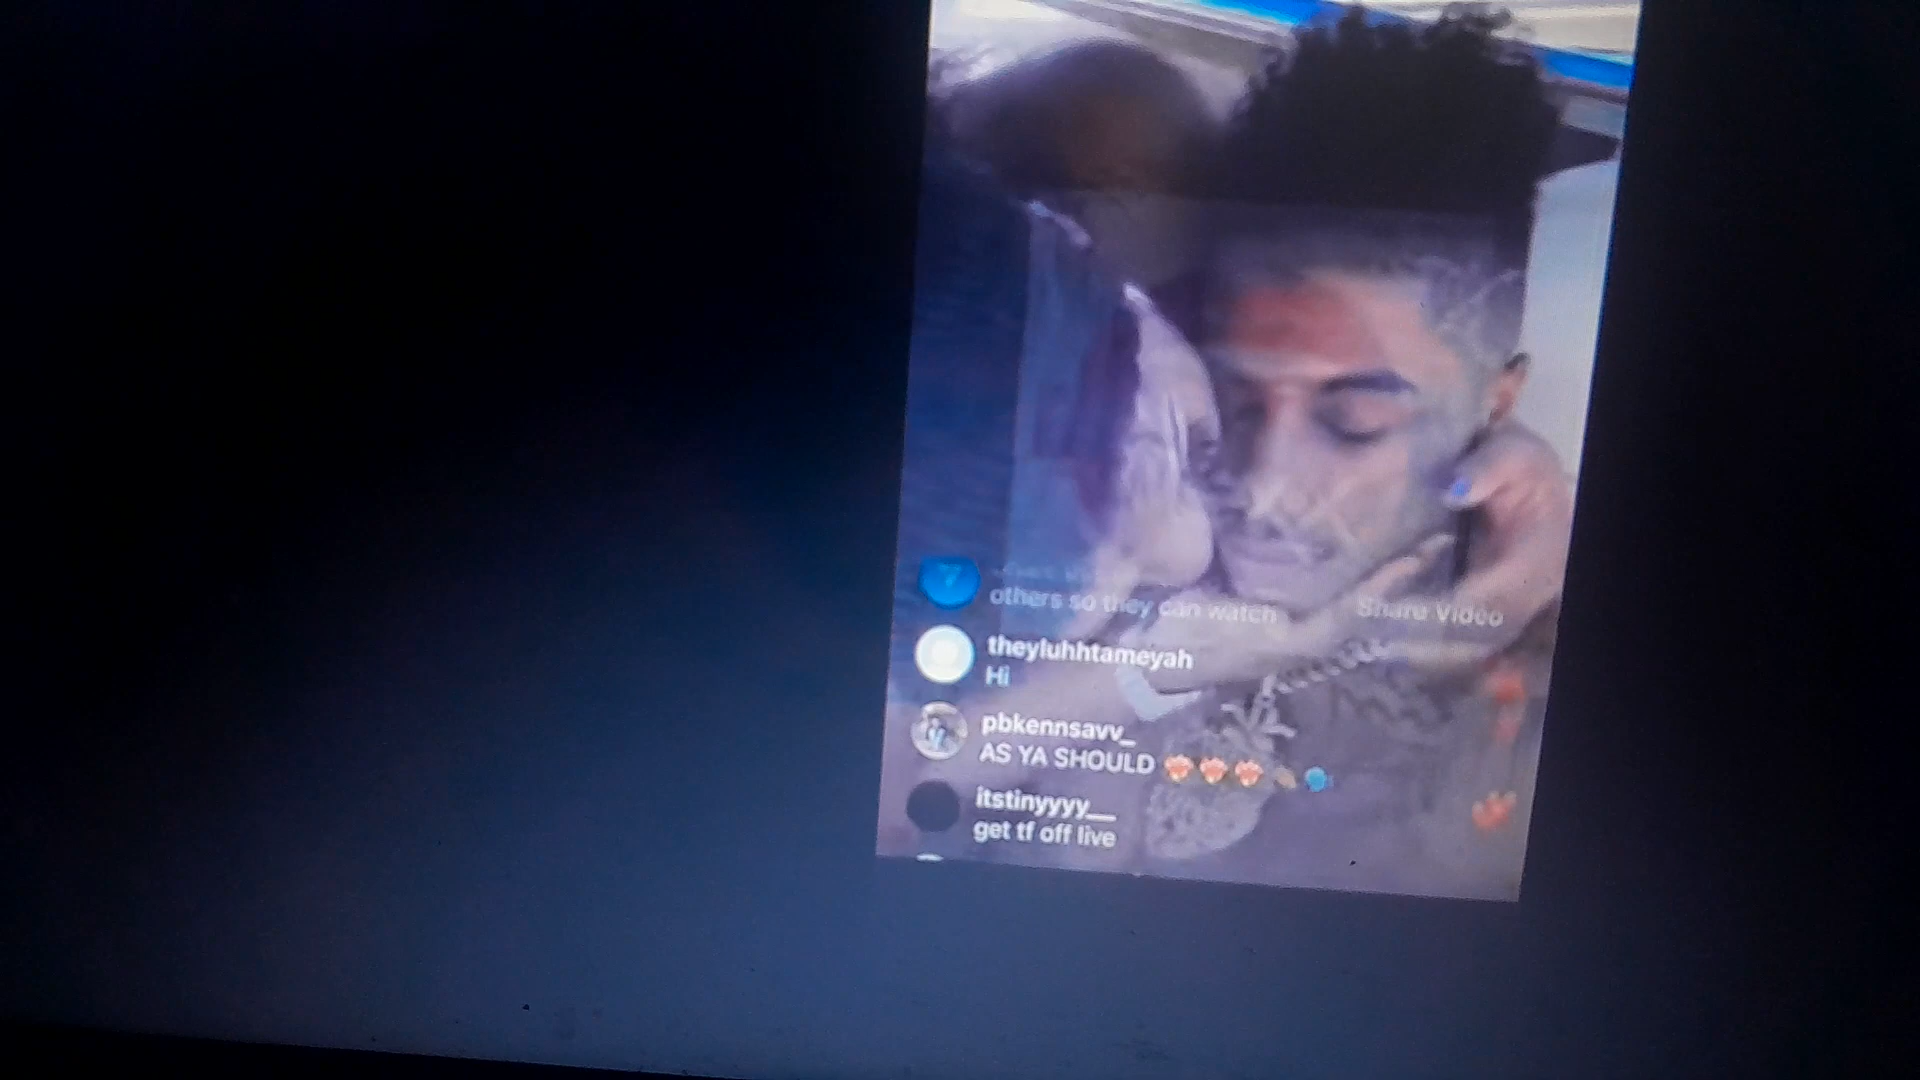 others so they can watch
Share Video
theyluhhtameyah
Hi
pbkennsavv_
AS YA SHOULD ❤️‍🔥❤️‍🔥❤️‍🔥
itstinyyyy__
get tf off live